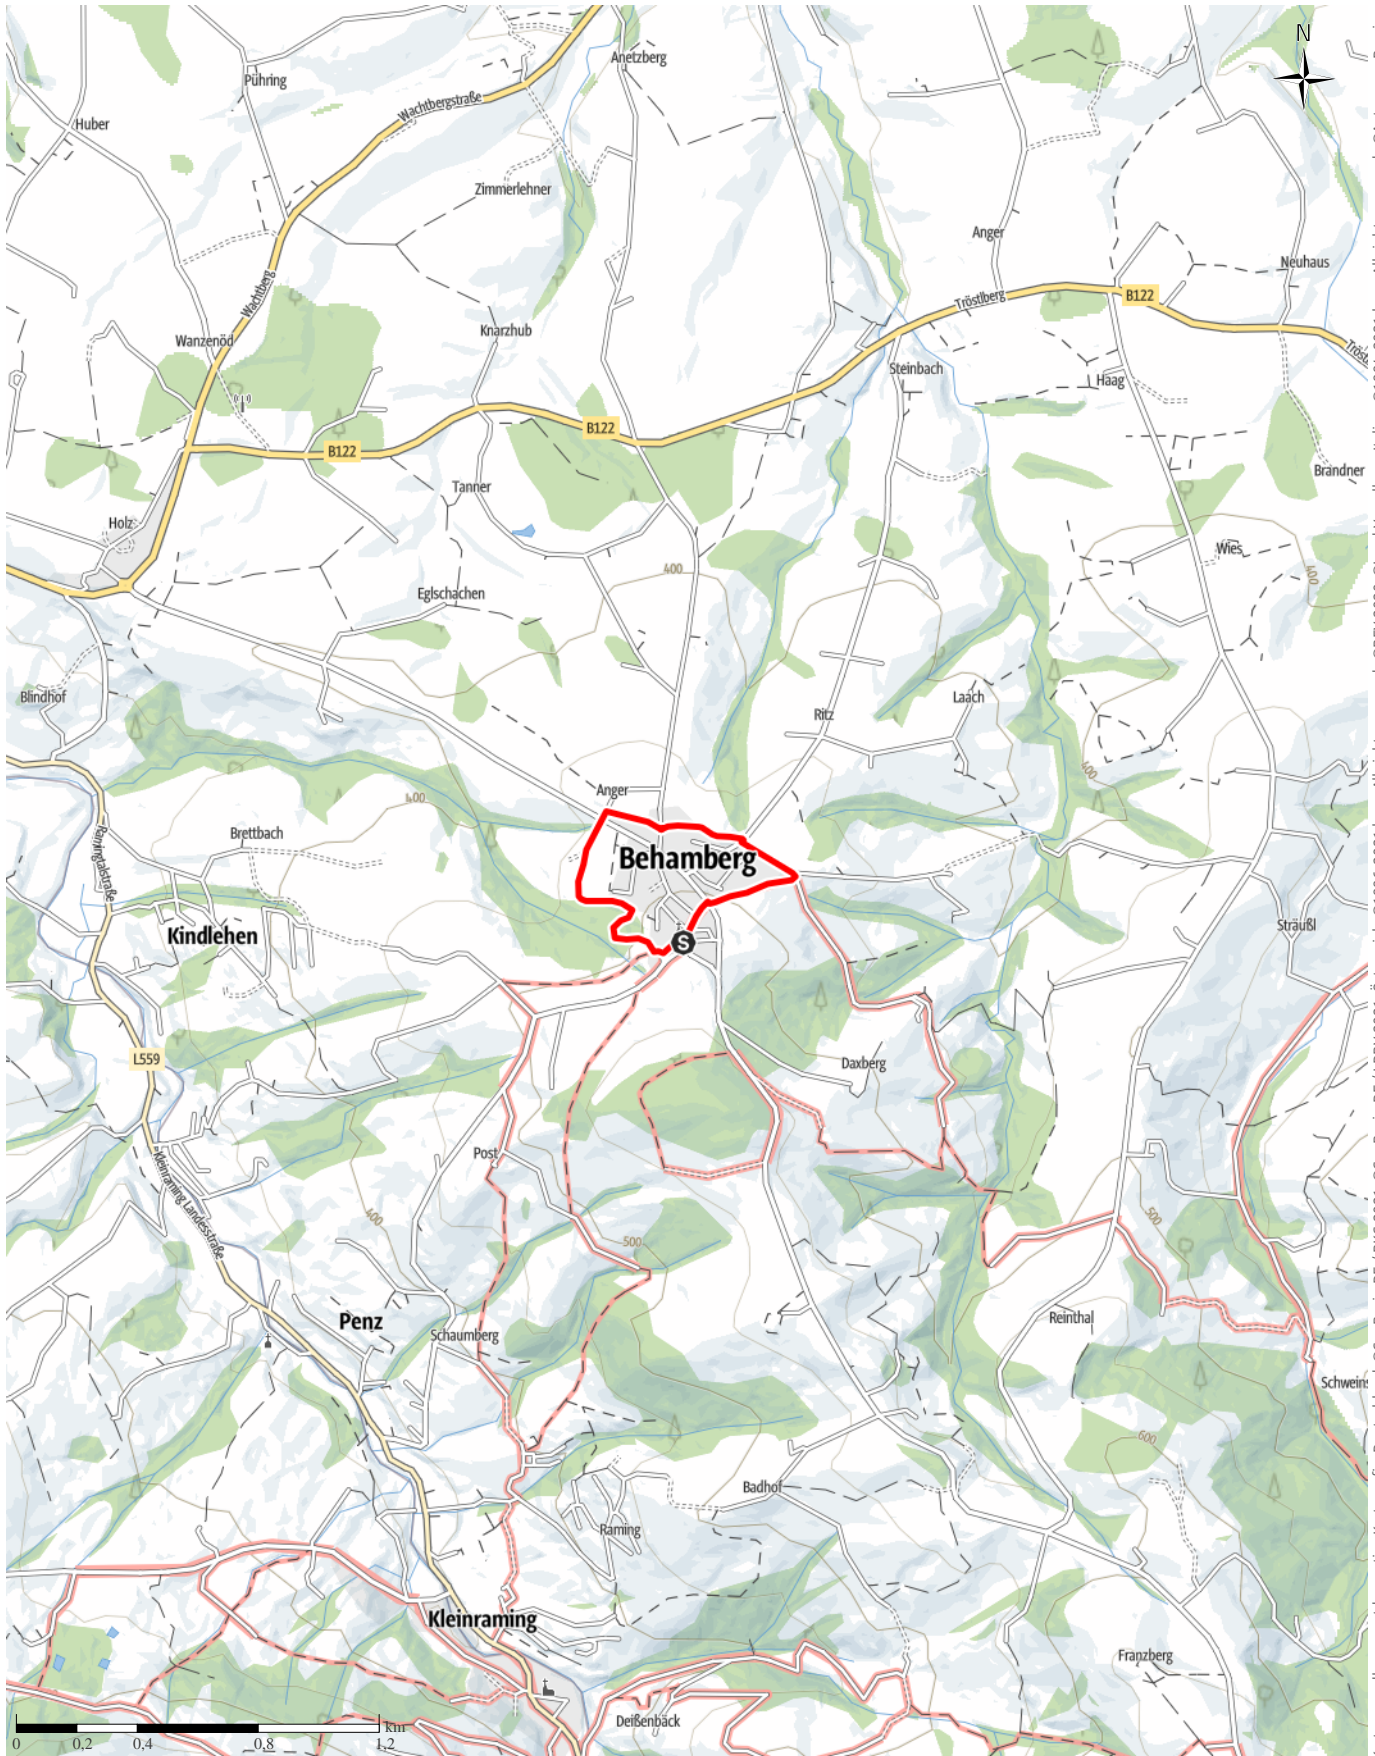 N
Anetzberg
Pühring
Wachtbergstraße
Huber
Zimmerlehner
Anger
Neuhaus
Wachtberg
Tröstlberg
B122
Knarzhub
Wanzenöd
Steinbach
Haag
B122
B122
Brandner
Tanner
Holz
Wies
400
400
Eglschachen
Blindhof
Laach
Ritz
400
Anger
400
Brettbach
Ramingtalstraße
Behamberg
Kindlehen
Sträußl
S
L559
Daxberg
Post
Kleinraming Landesstraße
400
500
500
Penz
Reinthal
Schaumberg
Schweins
600
Badhof
Raming
Kleinraming
Franzberg
Deißenbäck
km
0 0,2 0,4 0,8 1,2